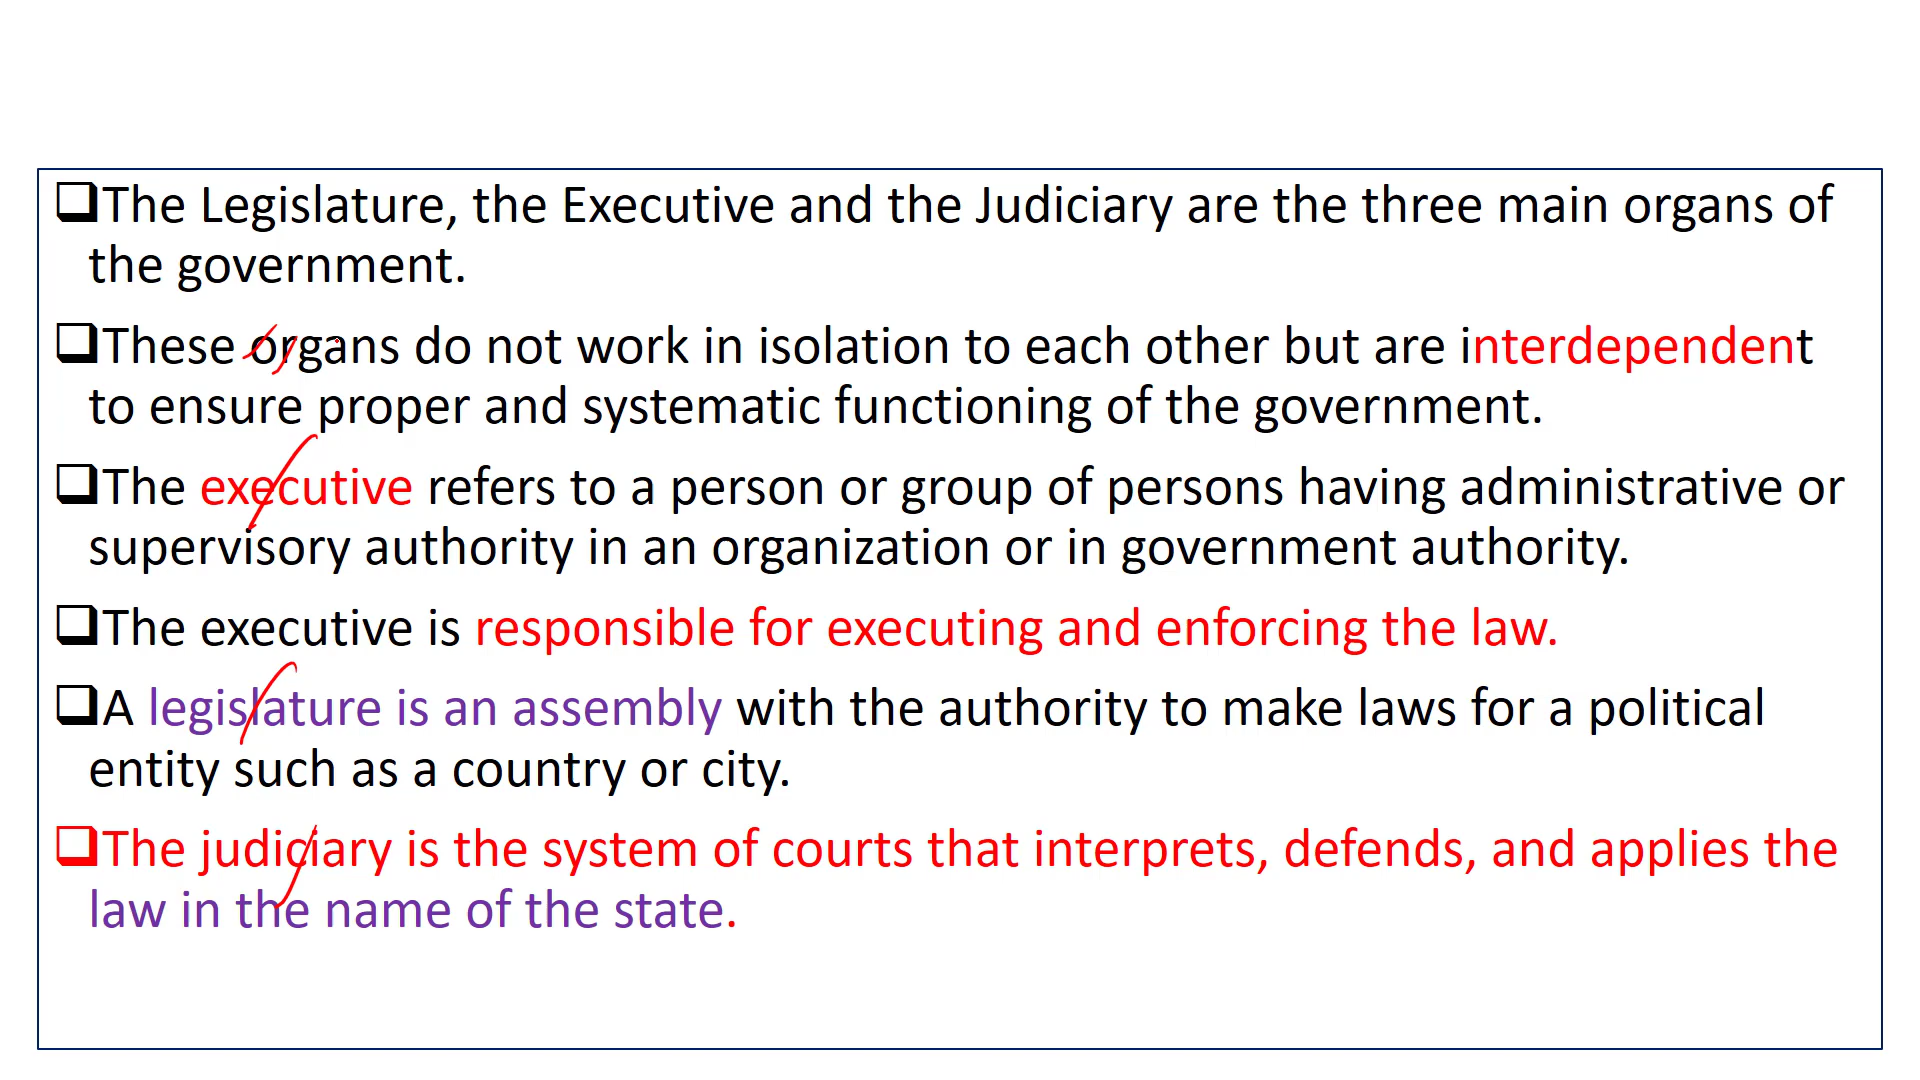 ❑The Legislature, the Executive and the Judiciary are the three main organs of
the government.
❑These organs do not work in isolation to each other but are interdependent
to ensure proper and systematic functioning of the government.
❑The executive refers to a person or group of persons having administrative or
supervisory authority in an organization or in government authority.
❑The executive is responsible for executing and enforcing the law.
❑A legislature is an assembly with the authority to make laws for a political
entity such as a country or city.
❑The judiciary is the system of courts that interprets, defends, and applies the
law in the name of the state.